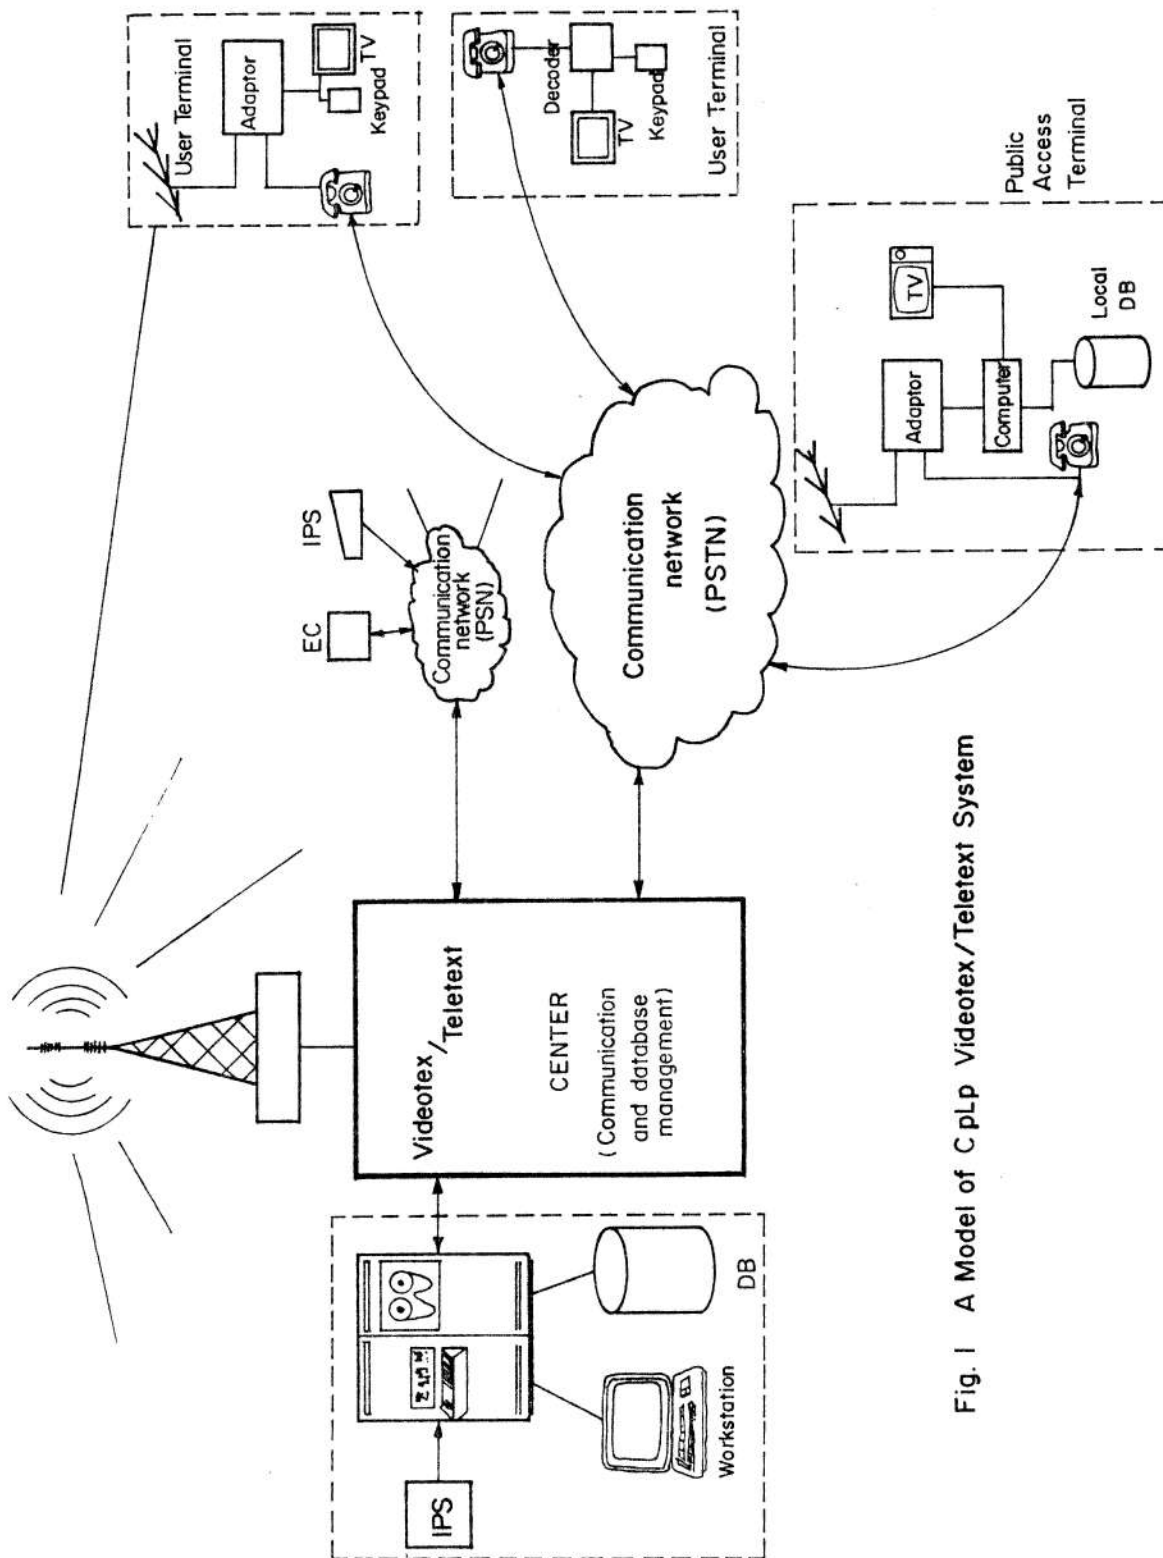 IPS
Workstation
DB
Videotex/Teletext
CENTER
(Communication
and database
management)
EC
IPS
Communication
network
(PSN)
Communication
network
(PSTN)
User Terminal
Adaptor
TV
Keypad
Decoder
TV
Keypad
User Terminal
Public
Access
Terminal
Adaptor
TV
Computer
Local
DB
Fig. 1 A Model of CpLp Videotex/Teletext System